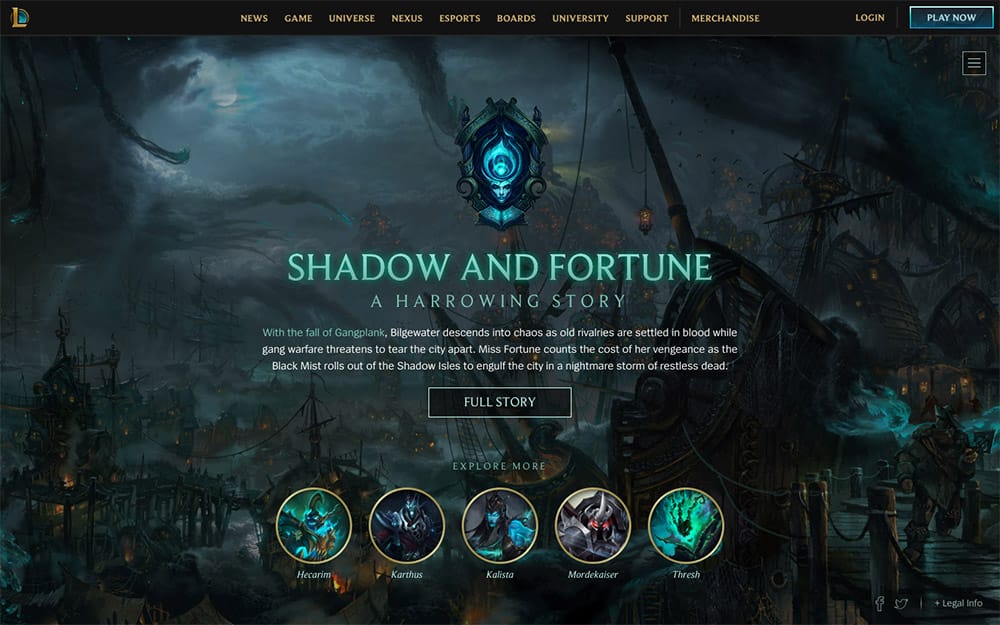 NEWS GAME UNIVERSE NEXUS ESPORTS BOARDS UNIVERSITY SUPPORT MERCHANDISE LOGIN PLAY NOW
SHADOW AND FORTUNE
A HARROWING STORY
With the fall of Gangplank, Bilgewater descends into chaos as old rivalries are settled in blood while
gang warfare threatens to tear the city apart. Miss Fortune counts the cost of her vengeance as the
Black Mist rolls out of the Shadow Isles to engulf the city in a nightmare storm of restless dead.
FULL STORY
EXPLORE MORE
Hecarim Karthus Kalista Mordekaiser Thresh
+ Legal Info